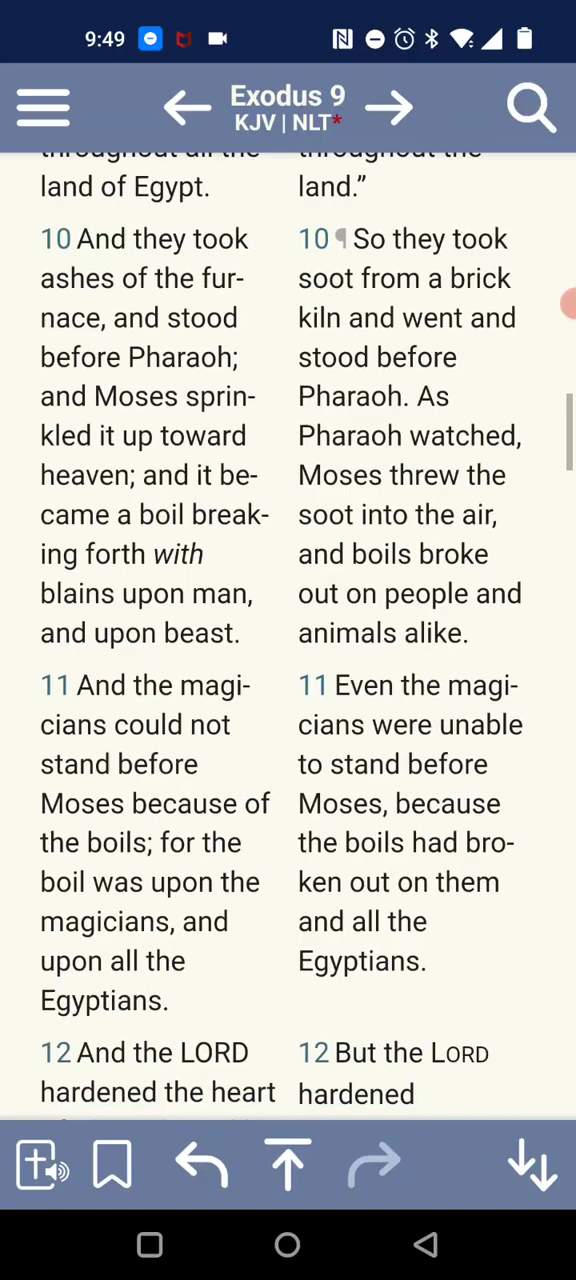 9:49
Exodus 9
KJV | NLT*
throughout all the
land of Egypt.
10 And they took
ashes of the fur-
nace, and stood
before Pharaoh;
and Moses sprin-
kled it up toward
heaven; and it be-
came a boil break-
ing forth with
blains upon man,
and upon beast.
11 And the magi-
cians could not
stand before
Moses because of
the boils; for the
boil was upon the
magicians, and
upon all the
Egyptians.
12 And the LORD
hardened the heart
throughout the
land.”
10 ¶ So they took
soot from a brick
kiln and went and
stood before
Pharaoh. As
Pharaoh watched,
Moses threw the
soot into the air,
and boils broke
out on people and
animals alike.
11 Even the magi-
cians were unable
to stand before
Moses, because
the boils had bro-
ken out on them
and all the
Egyptians.
12 But the LORD
hardened